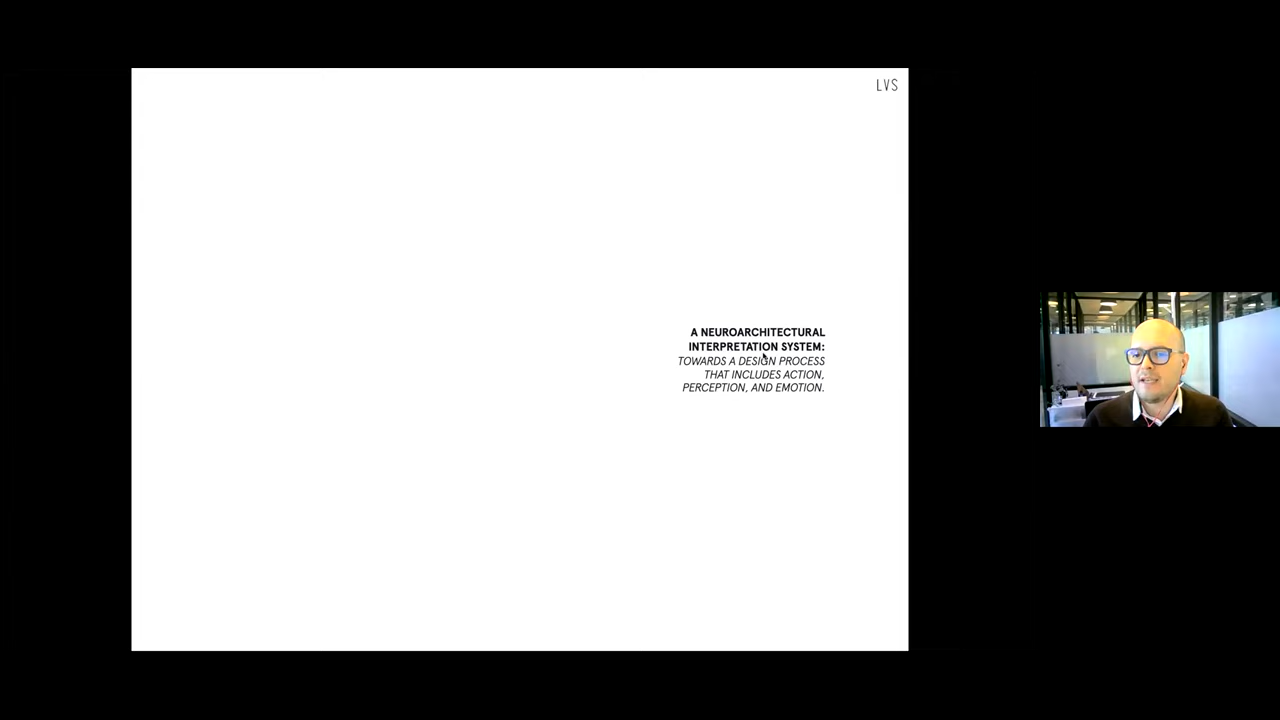 LVS
A NEUROARCHITECTURAL
INTERPRETATION SYSTEM:
TOWARDS A DESIGN PROCESS
THAT INCLUDES ACTION,
PERCEPTION, AND EMOTION.